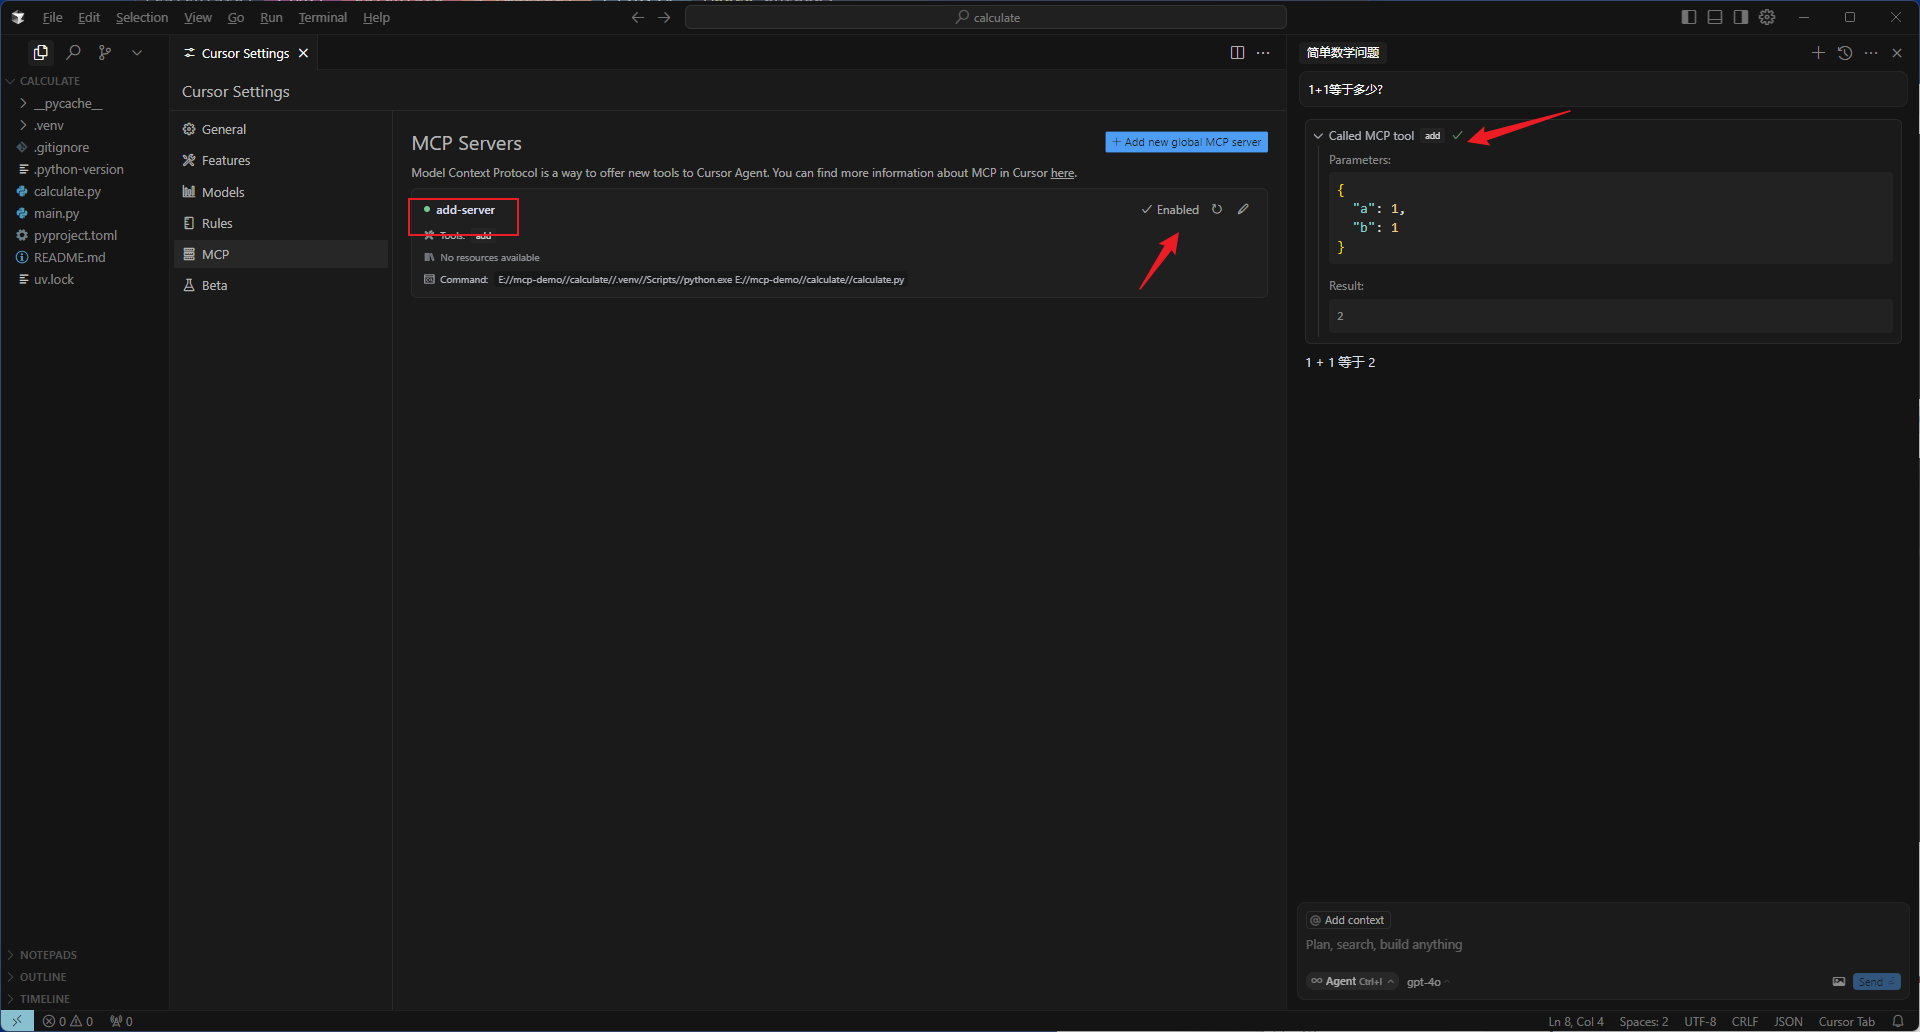 File Edit Selection View Go Run Terminal Help
calculate
CALCULATE
__pycache__
.venv
.gitignore
.python-version
calculate.py
main.py
pyproject.toml
README.md
uv.lock
NOTEPADS
OUTLINE
TIMELINE
Cursor Settings
Cursor Settings
General
Features
Models
Rules
MCP
Beta
MCP Servers
+ Add new global MCP server
Model Context Protocol is a way to offer new tools to Cursor Agent. You can find more information about MCP in Cursor here.
add-server
Enabled
Tools: add
No resources available
Command: E://mcp-demo//calculate//.venv//Scripts//python.exe E://mcp-demo//calculate//calculate.py
简单数学问题
1+1等于多少?
Called MCP tool add
Parameters:
{
"a": 1,
"b": 1
}
Result:
2
1 + 1 等于 2
@ Add context
Plan, search, build anything
Agent Ctrl+I gpt-4o
Send
0 0 0
Ln 8, Col 4 Spaces: 2 UTF-8 CRLF JSON Cursor Tab